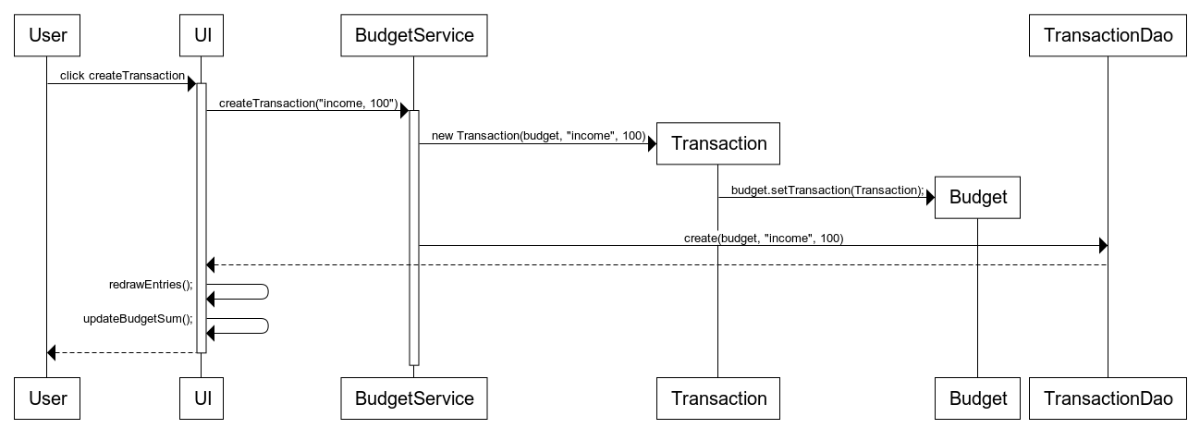 User
UI
BudgetService
TransactionDao
click createTransaction
createTransaction("income, 100")
new Transaction(budget, "income", 100)
Transaction
budget.setTransaction(Transaction);
Budget
create(budget, "income", 100)
redrawEntries();
updateBudgetSum();
User
UI
BudgetService
Transaction
Budget
TransactionDao